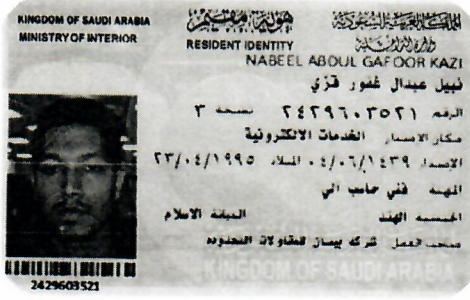 KINGDOM OF SAUDI ARABIA
MINISTRY OF INTERIOR
هوية مقيم
RESIDENT IDENTITY
المملكة العربية السعودية
وزارة الداخلية
NABEEL ABDUL GAFOOR KAZI
نبيل عبدال غفور قزي
الرقم ٢٤٢٩٦٠٣٥٢١ نسخة ٣
مكان الاصدار الخدمات الالكترونية
الإصدار ٠٤/٠٦/١٤٣٩ الميلاد ٢٣/٠٤/١٩٩٥
المهنة فني حاسب الي
الجنسية الهند الديانة الاسلام
صاحب العمل شركة بيسان للمقاولات المحدوده
KINGDOM OF SAUDI ARABIA
2429603521